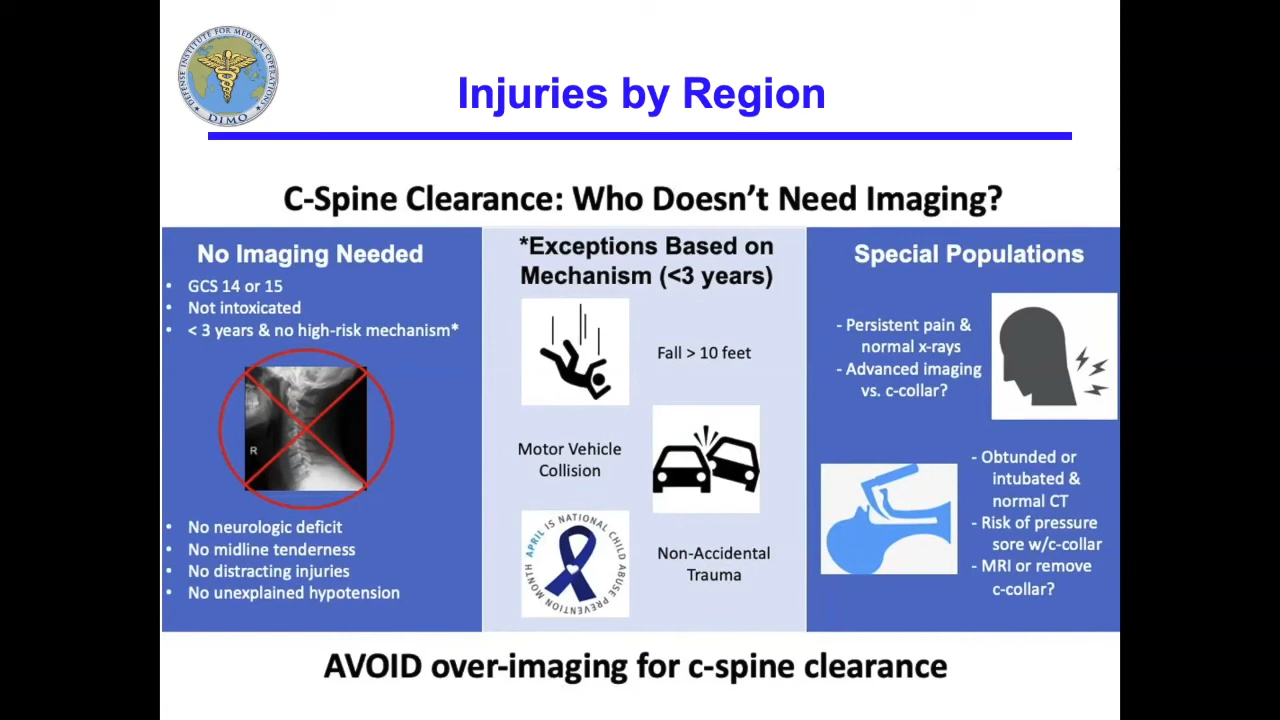 DEFENSE INSTITUTE FOR MEDICAL OPERATIONS
DIMO
Injuries by Region
C-Spine Clearance: Who Doesn't Need Imaging?
No Imaging Needed
• GCS 14 or 15
• Not intoxicated
• < 3 years & no high-risk mechanism*
R
• No neurologic deficit
• No midline tenderness
• No distracting injuries
• No unexplained hypotension
*Exceptions Based on
Mechanism (<3 years)
Fall > 10 feet
Motor Vehicle
Collision
APRIL IS NATIONAL CHILD ABUSE PREVENTION MONTH
Non-Accidental
Trauma
Special Populations
- Persistent pain &
normal x-rays
- Advanced imaging
vs. c-collar?
- Obtunded or
intubated &
normal CT
- Risk of pressure
sore w/c-collar
- MRI or remove
c-collar?
AVOID over-imaging for c-spine clearance